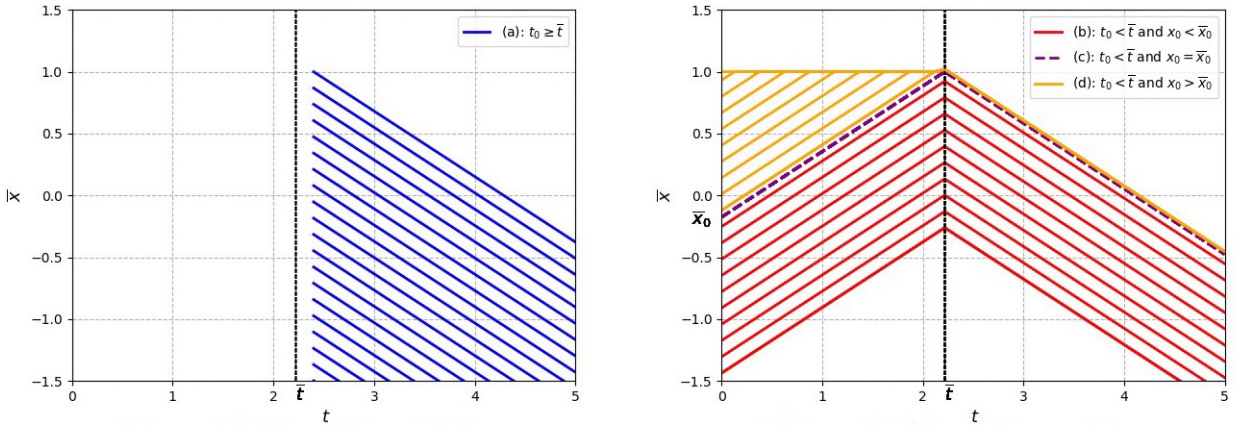 1.5
1.0
0.5
0.0
−0.5
−1.0
−1.5
x̅
0 1 2 3 4 5
t̅
t
(a): t₀ ≥ t̅
1.5
1.0
0.5
0.0
−0.5
−1.0
−1.5
x̅
x̅₀
0 1 2 3 4 5
t̅
t
(b): t₀ < t̅ and x₀ < x̅₀
(c): t₀ < t̅ and x₀ = x̅₀
(d): t₀ < t̅ and x₀ > x̅₀